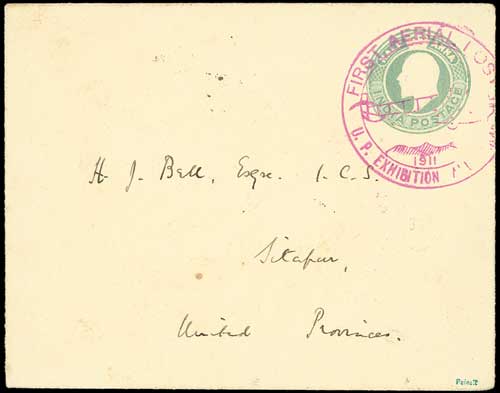 FIRST AERIAL POST
INDIA POSTAGE
1911
U. P. EXHIBITION
H. J. Bell, Esqre. I. C. S.
Sitapur,
United Provinces.